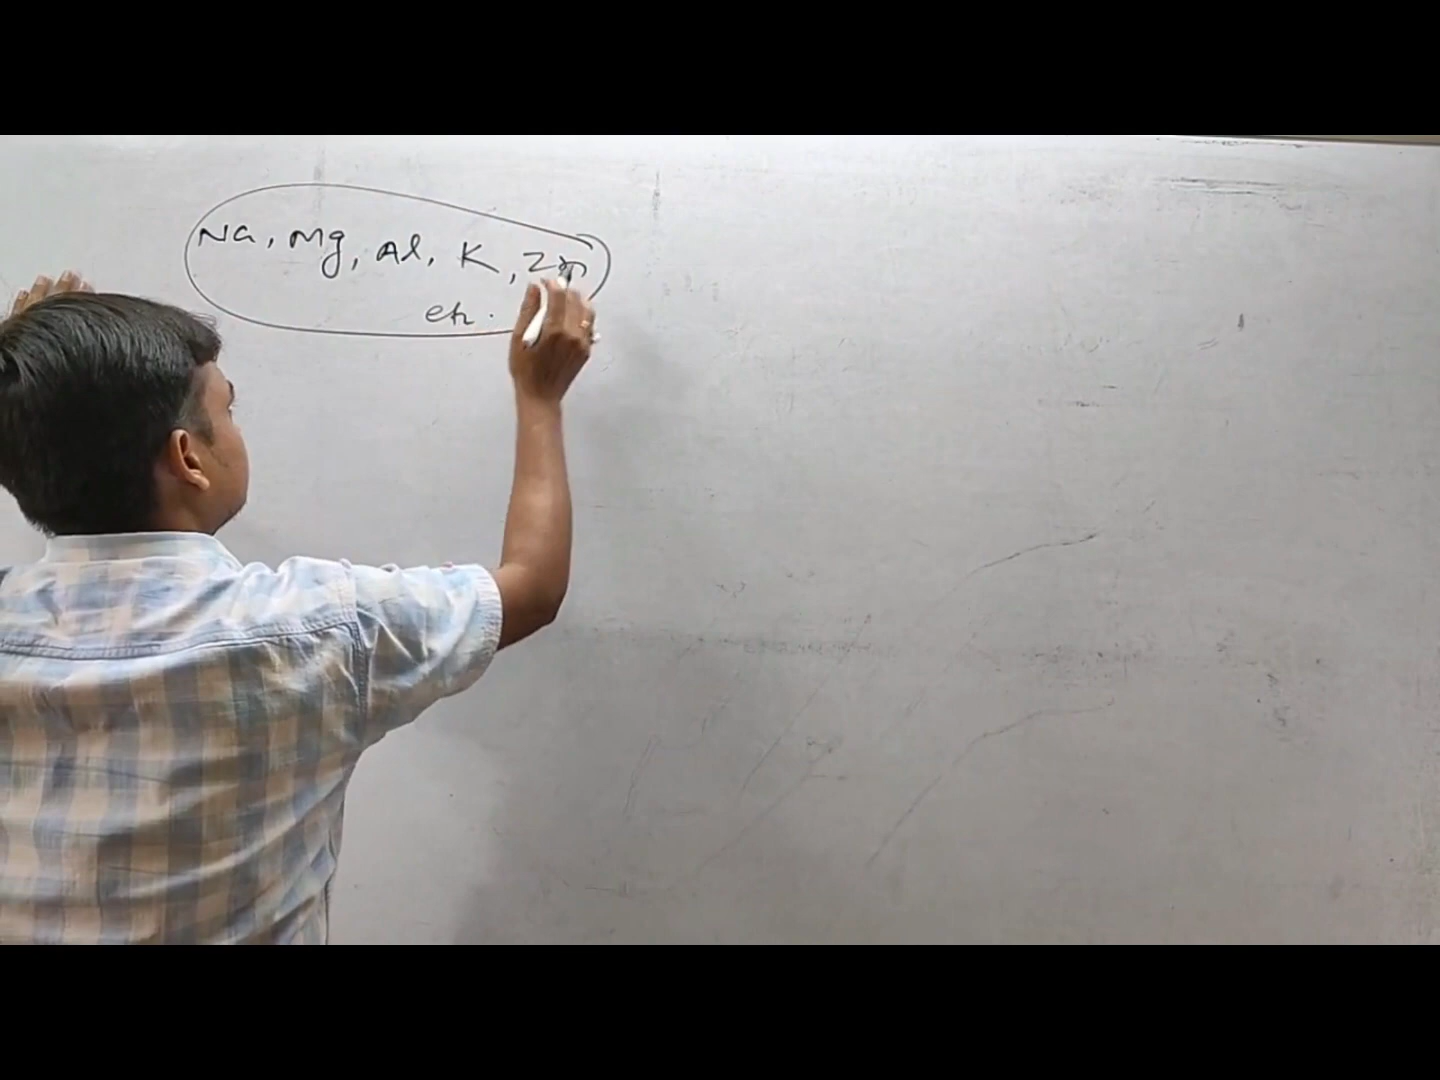 Na, Mg, Al, K, Zn
etc.